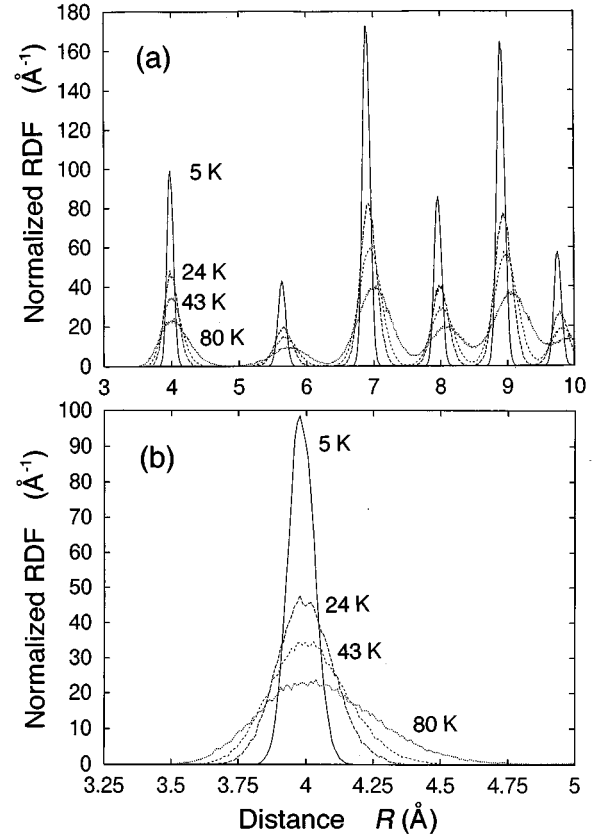 180
160
140
120
100
80
60
40
20
0
Normalized RDF (Å-1)
(a)
5 K
24 K
43 K
80 K
3 4 5 6 7 8 9 10
100
90
80
70
60
50
40
30
20
10
0
Normalized RDF (Å-1)
(b)
5 K
24 K
43 K
80 K
3.25 3.5 3.75 4 4.25 4.5 4.75 5
Distance R (Å)